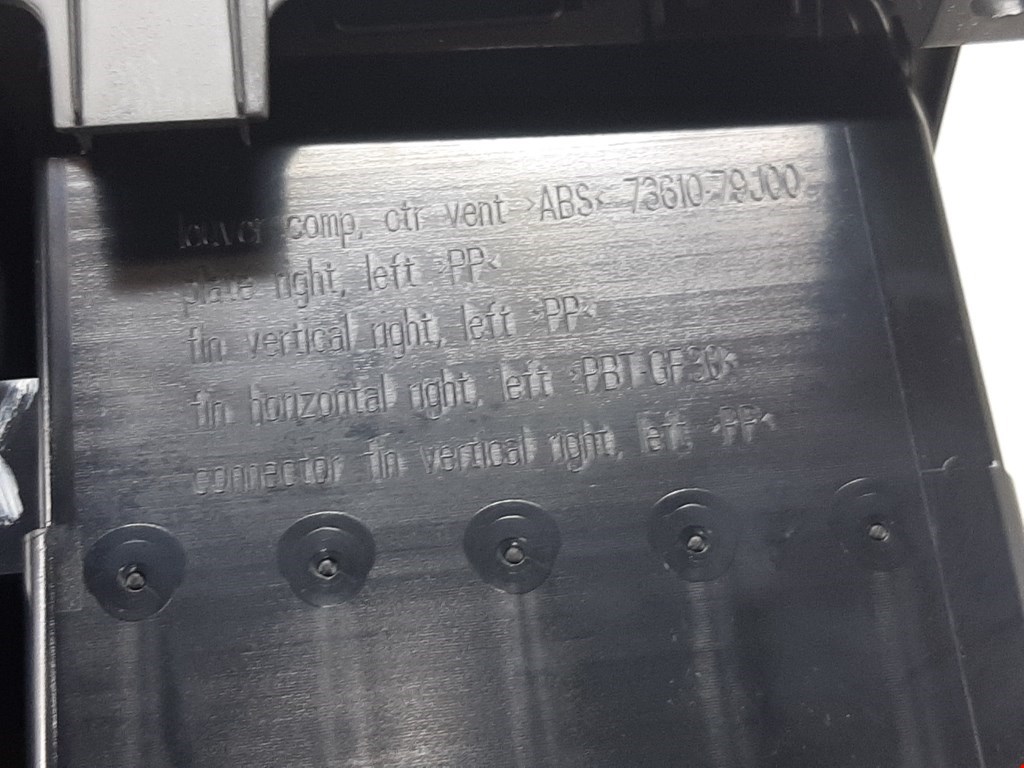 louver comp, ctr vent >ABS< 73610-79J00
plate right, left >PP<
fin vertical right, left >PP<
fin horizontal right, left >PBT-GF30<
connector fin vertical right, left >PP<